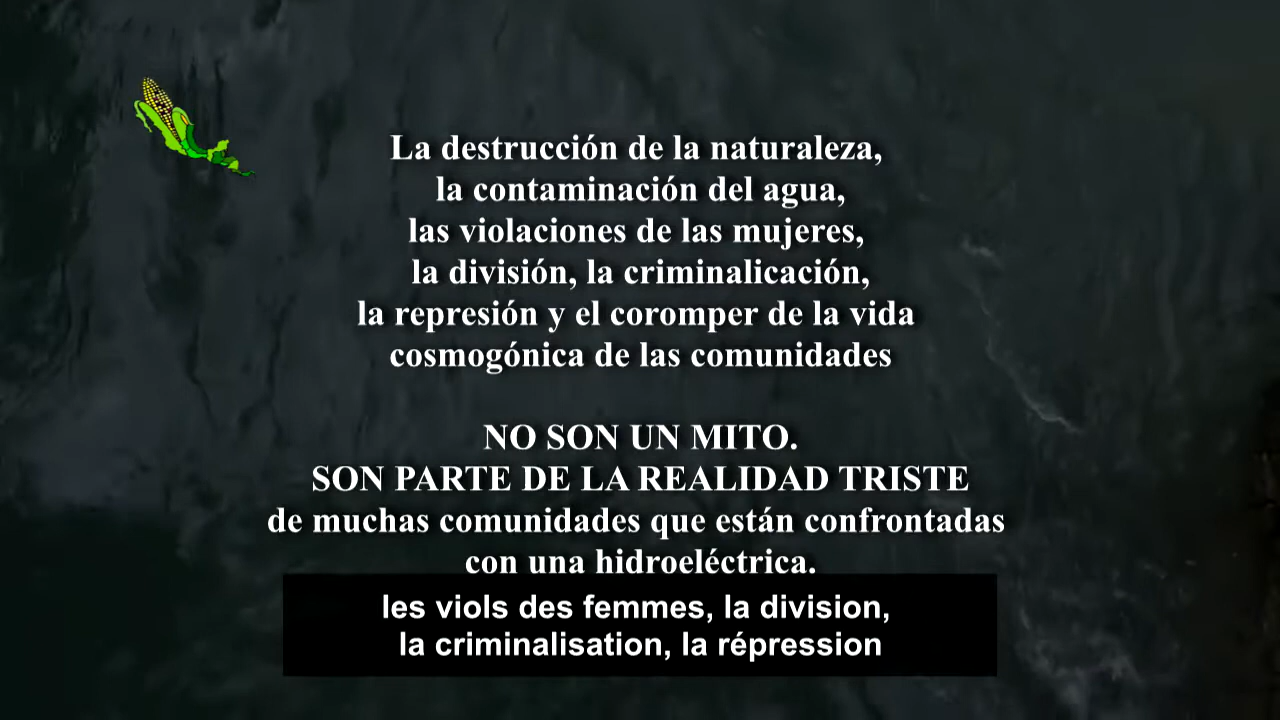 La destrucción de la naturaleza,
la contaminación del agua,
las violaciones de las mujeres,
la división, la criminalicación,
la represión y el coromper de la vida
cosmogónica de las comunidades
NO SON UN MITO.
SON PARTE DE LA REALIDAD TRISTE
de muchas comunidades que están confrontadas
con una hidroeléctrica.
les viols des femmes, la division,
la criminalisation, la répression